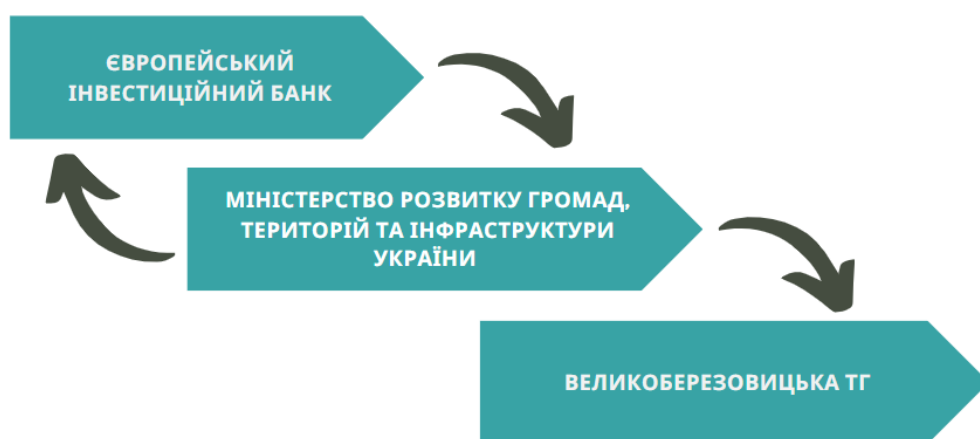 ЄВРОПЕЙСЬКИЙ
ІНВЕСТИЦІЙНИЙ БАНК
МІНІСТЕРСТВО РОЗВИТКУ ГРОМАД,
ТЕРИТОРІЙ ТА ІНФРАСТРУКТУРИ
УКРАЇНИ
ВЕЛИКОБЕРЕЗОВИЦЬКА ТГ